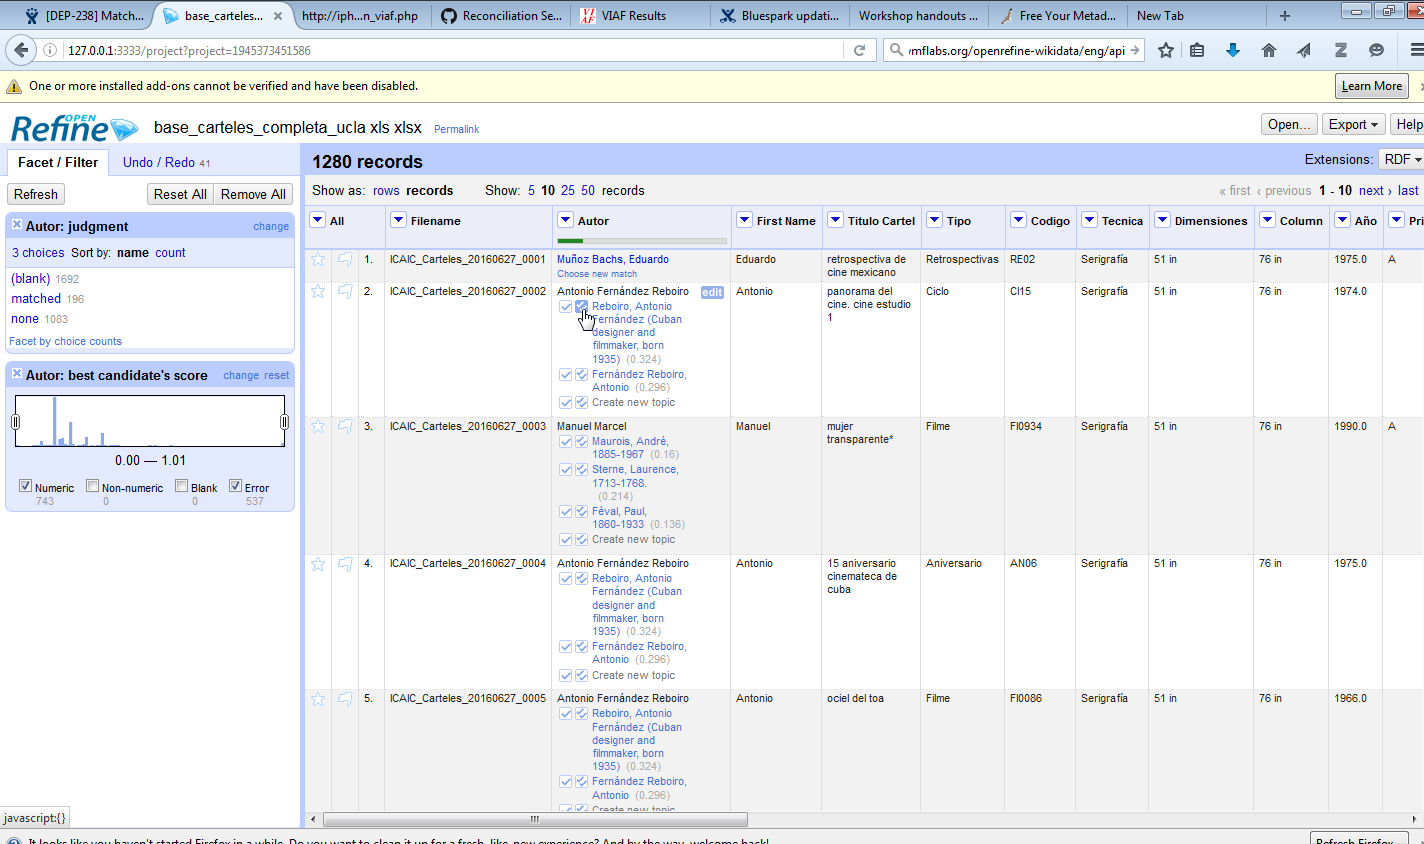 [DEP-238] Match...
base_carteles...
http://iph...n_viaf.php
Reconciliation Se...
VIAF Results
Bluespark updati...
Workshop handouts ...
Free Your Metad...
New Tab
127.0.0.1:3333/project?project=1945373451586
vmflabs.org/openrefine-wikidata/eng/api
One or more installed add-ons cannot be verified and have been disabled.
Learn More
OPEN
Refine
base_carteles_completa_ucla xls xlsx
Permalink
Open...
Export
Help
Facet / Filter
Undo / Redo 41
1280 records
Extensions:
RDF
Refresh
Reset All
Remove All
Show as: rows records
Show: 5 10 25 50 records
« first ‹ previous 1 - 10 next › last
Autor: judgment
change
3 choices Sort by: name count
(blank) 1692
matched 196
none 1083
Facet by choice counts
Autor: best candidate's score
change reset
0.00 — 1.01
Numeric
743
Non-numeric
0
Blank
0
Error
537
All
Filename
Autor
First Name
Titulo Cartel
Tipo
Codigo
Tecnica
Dimensiones
Column
Año
Pri
1.
ICAIC_Carteles_20160627_0001
Muñoz Bachs, Eduardo
Choose new match
Eduardo
retrospectiva de
cine mexicano
Retrospectivas
RE02
Serigrafía
51 in
76 in
1975.0
A
2.
ICAIC_Carteles_20160627_0002
Antonio Fernández Reboiro
edit
Reboiro, Antonio
Fernández (Cuban
designer and
filmmaker, born
1935) (0.324)
Fernández Reboiro,
Antonio (0.296)
Create new topic
Antonio
panorama del
cine. cine estudio
1
Ciclo
CI15
Serigrafía
51 in
76 in
1974.0
3.
ICAIC_Carteles_20160627_0003
Manuel Marcel
Maurois, André,
1885-1967 (0.16)
Sterne, Laurence,
1713-1768.
(0.214)
Féval, Paul,
1860-1933 (0.136)
Create new topic
Manuel
mujer
transparente*
Filme
FI0934
Serigrafía
51 in
76 in
1990.0
A
4.
ICAIC_Carteles_20160627_0004
Antonio Fernández Reboiro
Reboiro, Antonio
Fernández (Cuban
designer and
filmmaker, born
1935) (0.324)
Fernández Reboiro,
Antonio (0.296)
Create new topic
Antonio
15 aniversario
cinemateca de
cuba
Aniversario
AN06
Serigrafía
51 in
76 in
1975.0
5.
ICAIC_Carteles_20160627_0005
Antonio Fernández Reboiro
Reboiro, Antonio
Fernández (Cuban
designer and
filmmaker, born
1935) (0.324)
Fernández Reboiro,
Antonio (0.296)
Create new topic
Antonio
ociel del toa
Filme
FI0086
Serigrafía
51 in
76 in
1966.0
javascript:{}
It looks like you haven't started Firefox in a while. Do you want to clean it up for a fresh, like-new experience? And by the way, welcome back!
Refresh Firefox...